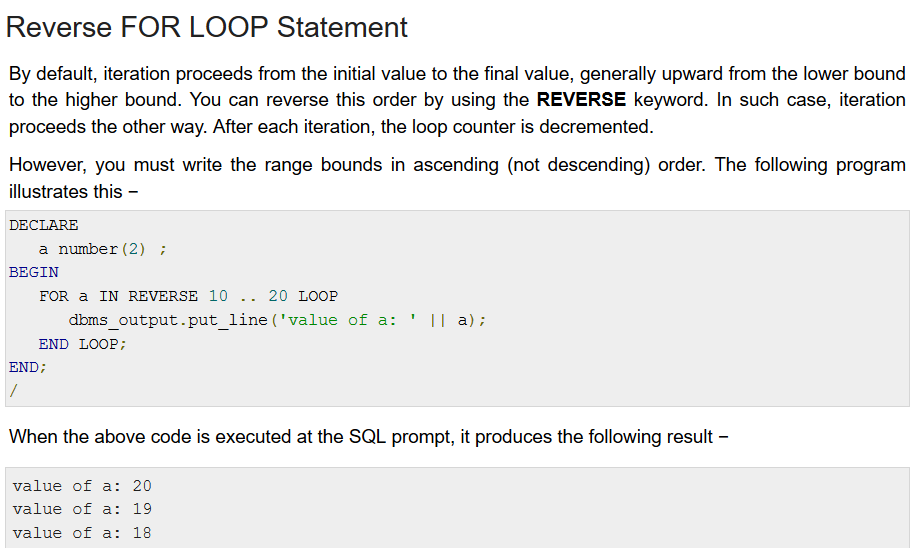 Reverse FOR LOOP Statement
By default, iteration proceeds from the initial value to the final value, generally upward from the lower bound
to the higher bound. You can reverse this order by using the REVERSE keyword. In such case, iteration
proceeds the other way. After each iteration, the loop counter is decremented.
However, you must write the range bounds in ascending (not descending) order. The following program
illustrates this −
DECLARE
   a number(2) ;
BEGIN
   FOR a IN REVERSE 10 .. 20 LOOP
      dbms_output.put_line('value of a: ' || a);
   END LOOP;
END;
/
When the above code is executed at the SQL prompt, it produces the following result −
value of a: 20
value of a: 19
value of a: 18